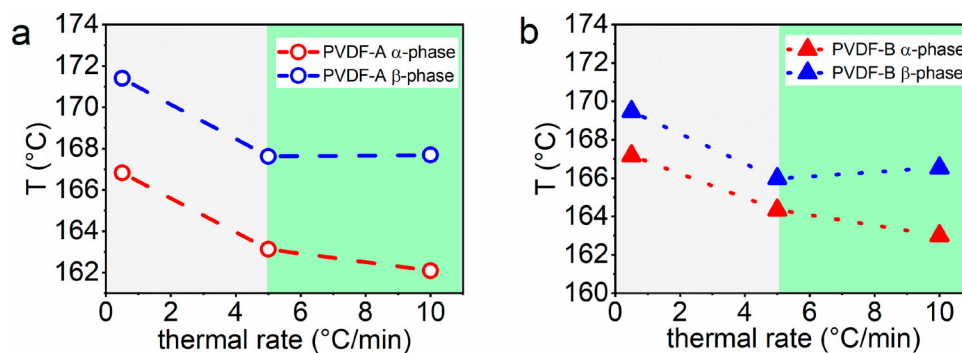 a
174
172
170
168
166
164
162
T (°C)
0 2 4 6 8 10
thermal rate (°C/min)
PVDF-A α-phase
PVDF-A β-phase
b
174
172
170
168
166
164
162
160
T (°C)
0 2 4 6 8 10
thermal rate (°C/min)
PVDF-B α-phase
PVDF-B β-phase